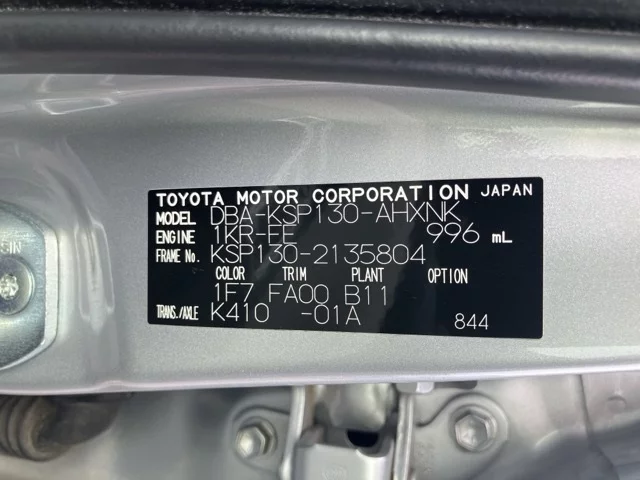 TOYOTA MOTOR CORPORATION JAPAN
MODEL DBA-KSP130-AHXNK
ENGINE 1KR-FE 996 mL
FRAME No. KSP130-2135804
COLOR TRIM PLANT OPTION
1F7 FA00 B11
TRANS./AXLE K410 -01A 844